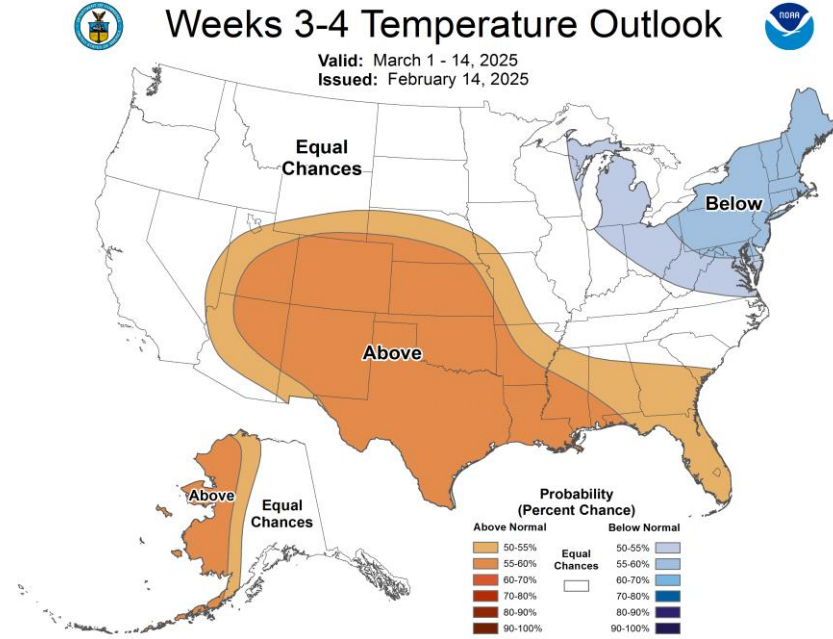 Weeks 3-4 Temperature Outlook
NOAA
Valid: March 1 - 14, 2025
Issued: February 14, 2025
Equal
Chances
Below
Above
Above
Equal
Chances
Probability
(Percent Chance)
Above Normal
Below Normal
50-55%
55-60%
60-70%
70-80%
80-90%
90-100%
Equal
Chances
50-55%
55-60%
60-70%
70-80%
80-90%
90-100%